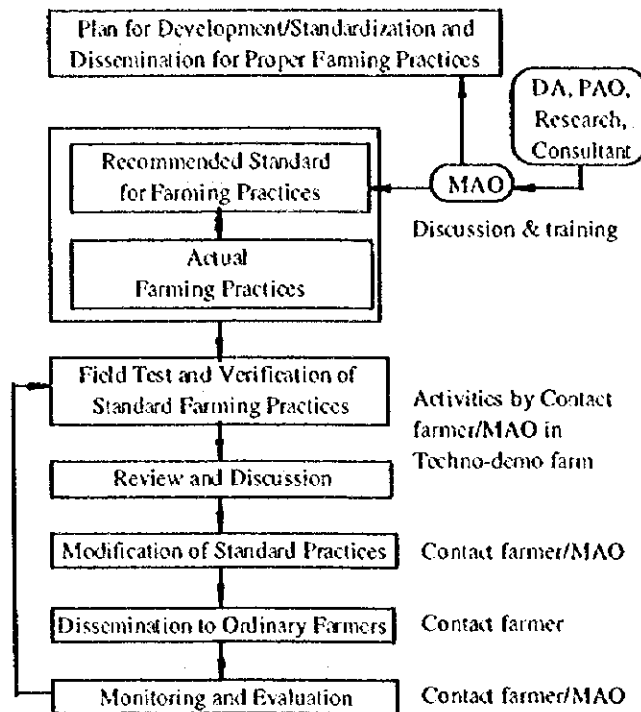 Plan for Development/Standardization and
Dissemination for Proper Farming Practices
DA, PAO,
Research,
Consultant
Recommended Standard
for Farming Practices
MAO
Discussion & training
Actual
Farming Practices
Field Test and Verification of
Standard Farming Practices
Activities by Contact
farmer/MAO in
Techno-demo farm
Review and Discussion
Modification of Standard Practices
Contact farmer/MAO
Dissemination to Ordinary Farmers
Contact farmer
Monitoring and Evaluation
Contact farmer/MAO